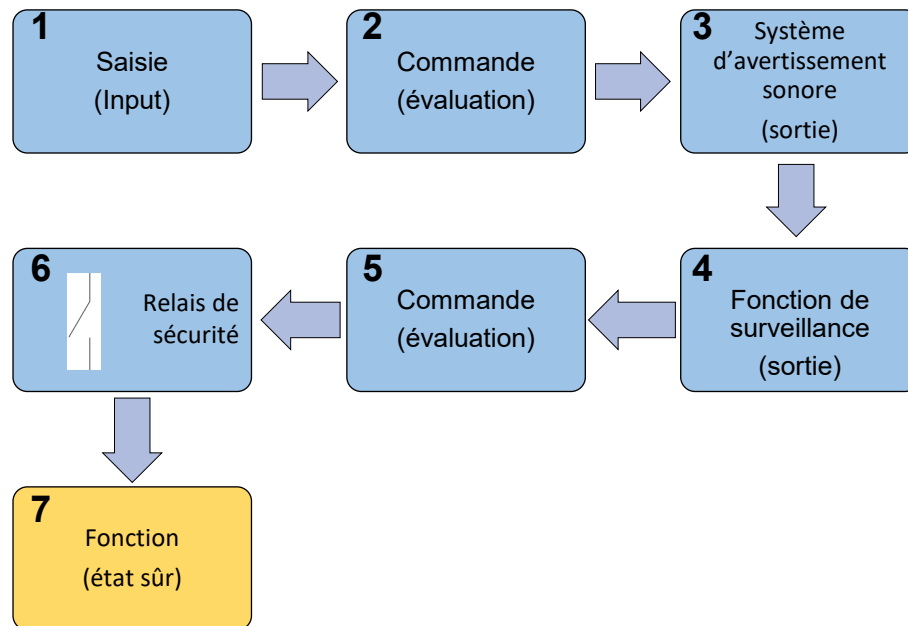 1
Saisie
(Input)
2
Commande
(évaluation)
3
Système
d'avertissement
sonore
(sortie)
6
Relais de
sécurité
5
Commande
(évaluation)
4
Fonction de
surveillance
(sortie)
7
Fonction
(état sûr)